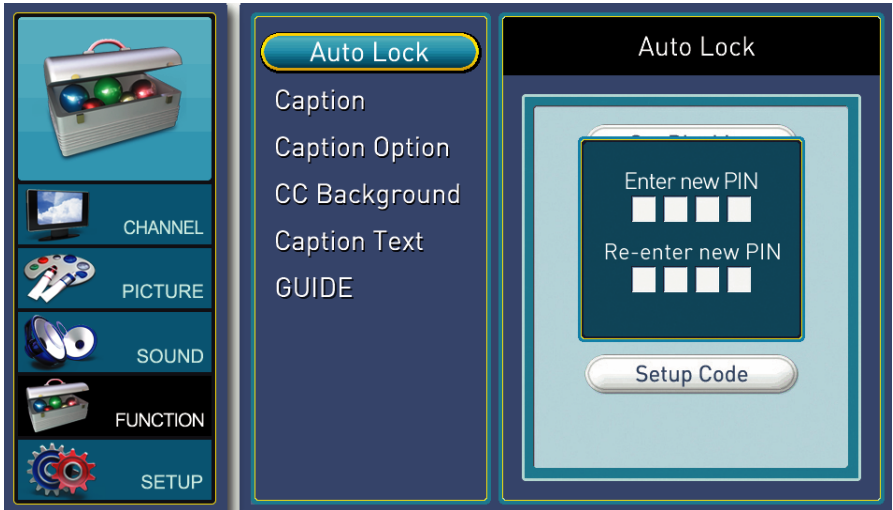 CHANNEL
PICTURE
SOUND
FUNCTION
SETUP
Auto Lock
Caption
Caption Option
CC Background
Caption Text
GUIDE
Auto Lock
Enter new PIN
Re-enter new PIN
Setup Code